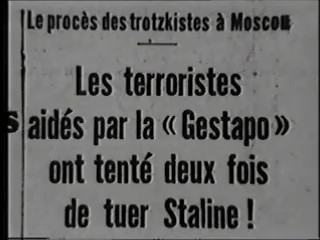 Le procès des trotzkistes à Moscou
Les terroristes
s aidés par la « Gestapo »
ont tenté deux fois
de tuer Staline !